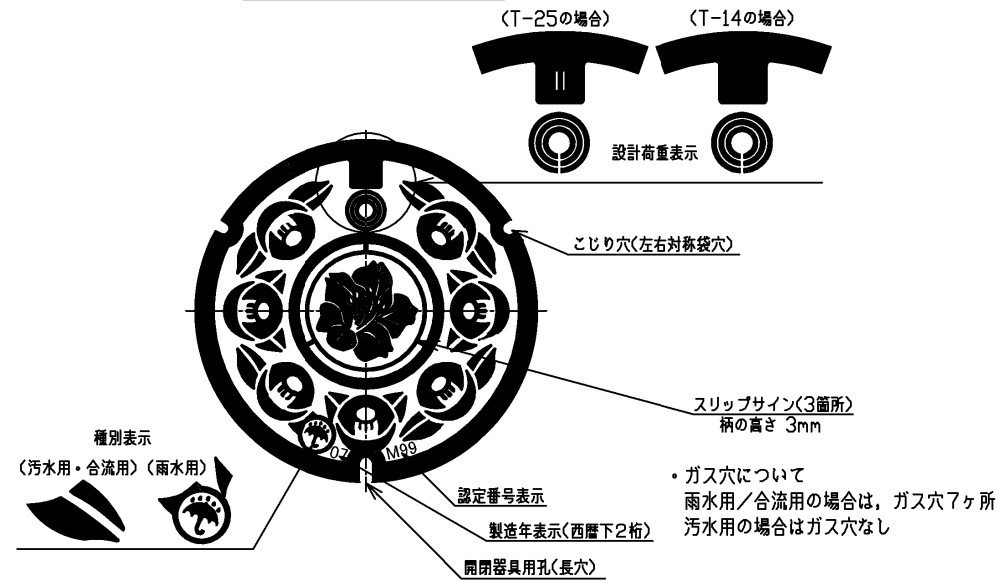 (T-25の場合)
(T-14の場合)
設計荷重表示
こじり穴(左右対称袋穴)
スリップサイン(3箇所)
柄の高さ 3mm
種別表示
(汚水用・合流用)(雨水用)
07 M99
認定番号表示
製造年表示(西暦下2桁)
開閉器具用孔(長穴)
・ガス穴について
雨水用/合流用の場合は,ガス穴7ヶ所
汚水用の場合はガス穴なし